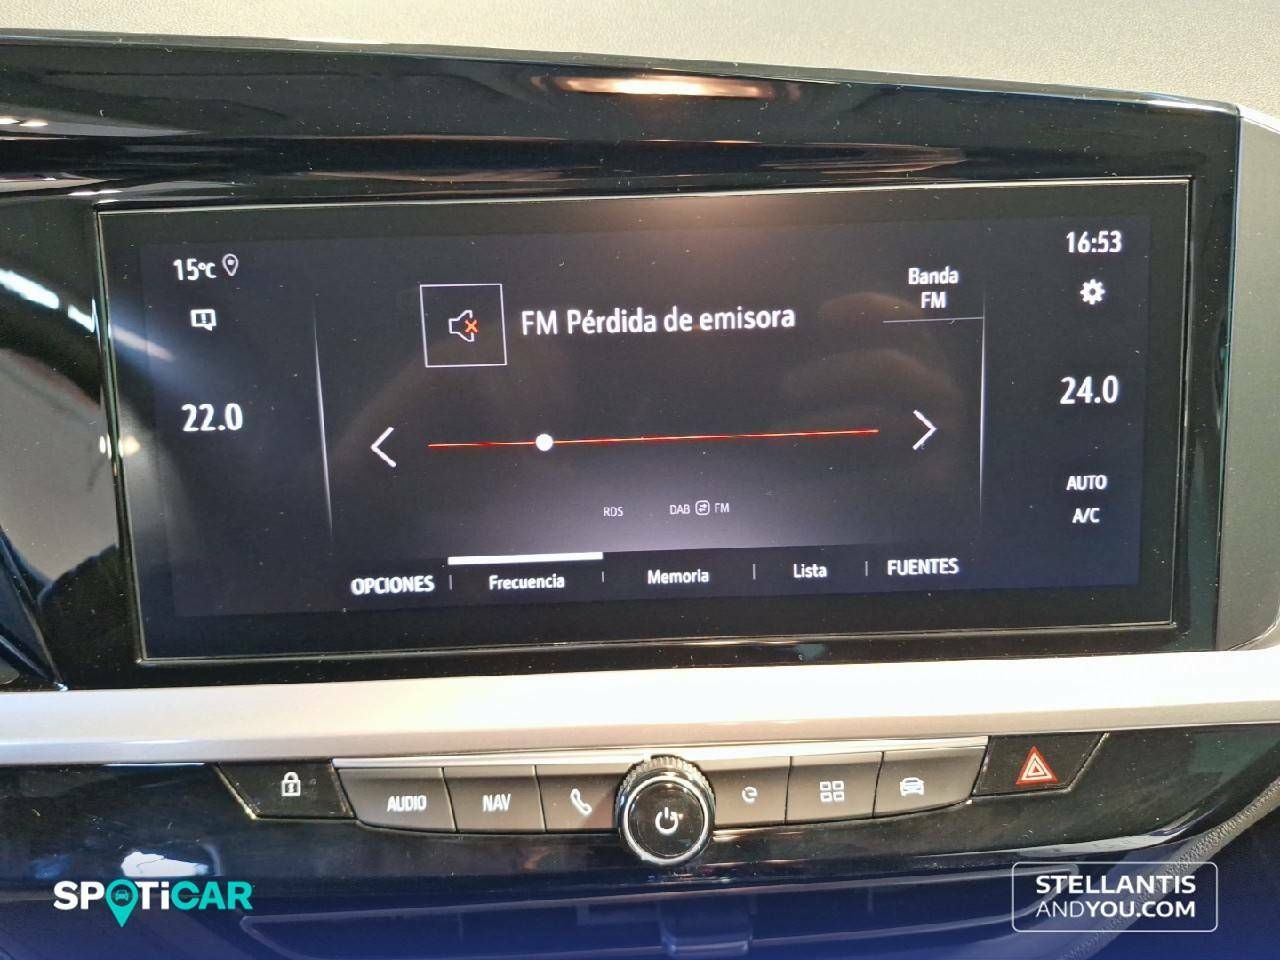 15°C
16:53
Banda
FM
FM Pérdida de emisora
22.0
24.0
AUTO
A/C
RDS
DAB FM
OPCIONES
Frecuencia
Memoria
Lista
FUENTES
AUDIO
NAV
SPOTiCAR
STELLANTIS
ANDYOU.COM